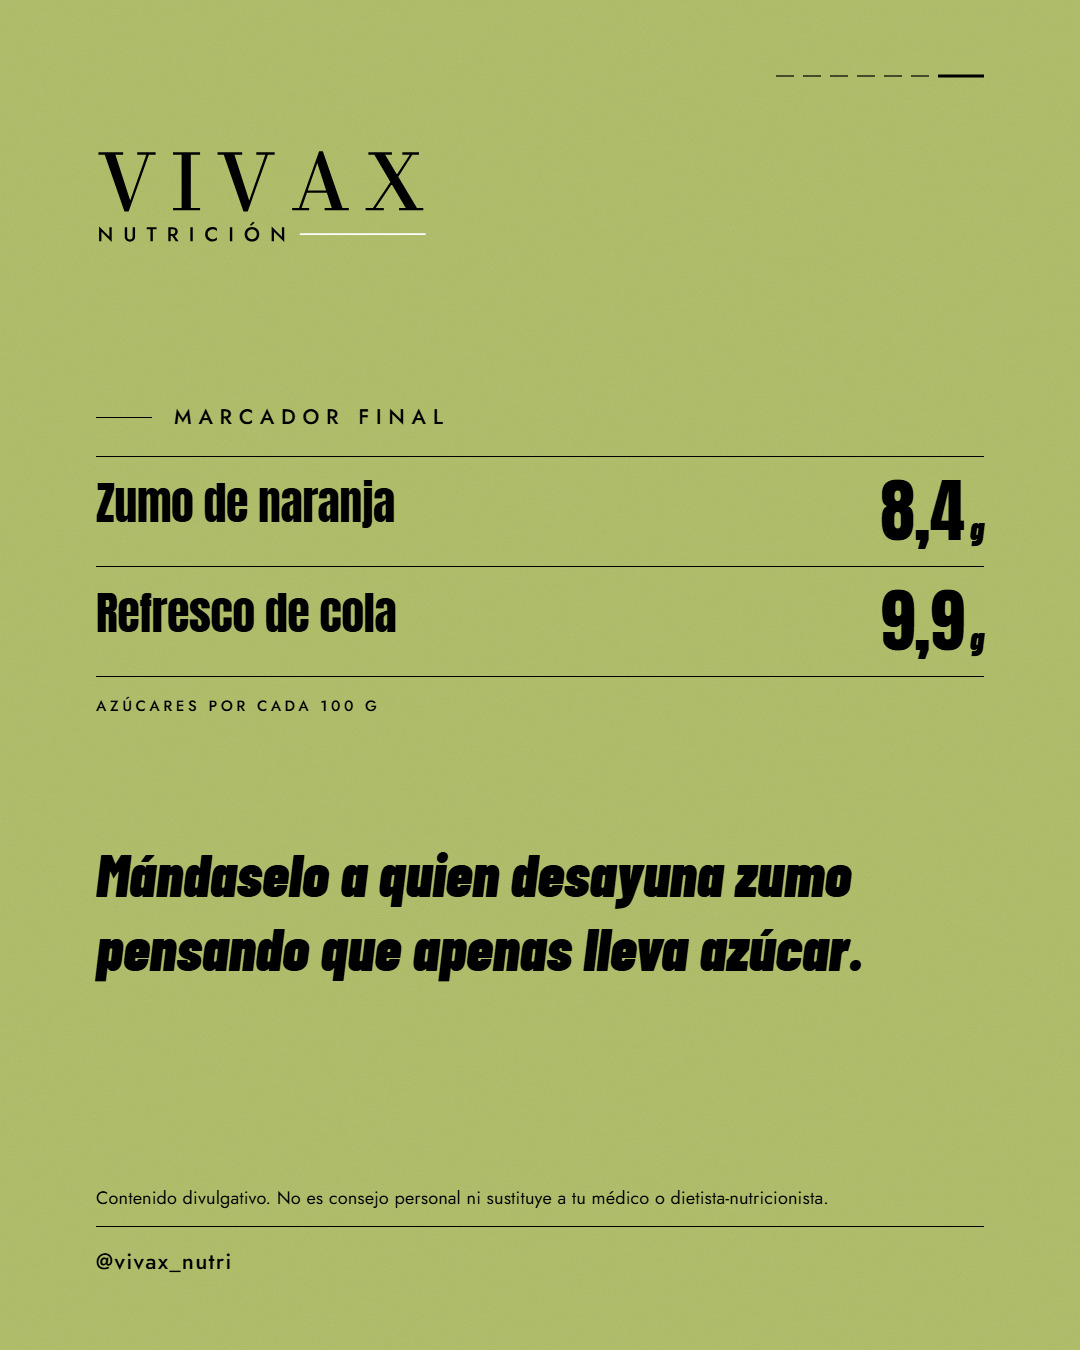 VIVAX
NUTRICIÓN
MARCADOR FINAL
Zumo de naranja 8,4 g
Refresco de cola 9,9 g
AZÚCARES POR CADA 100 G
Mándaselo a quien desayuna zumo
pensando que apenas lleva azúcar.
Contenido divulgativo. No es consejo personal ni sustituye a tu médico o dietista-nutricionista.
@vivax_nutri